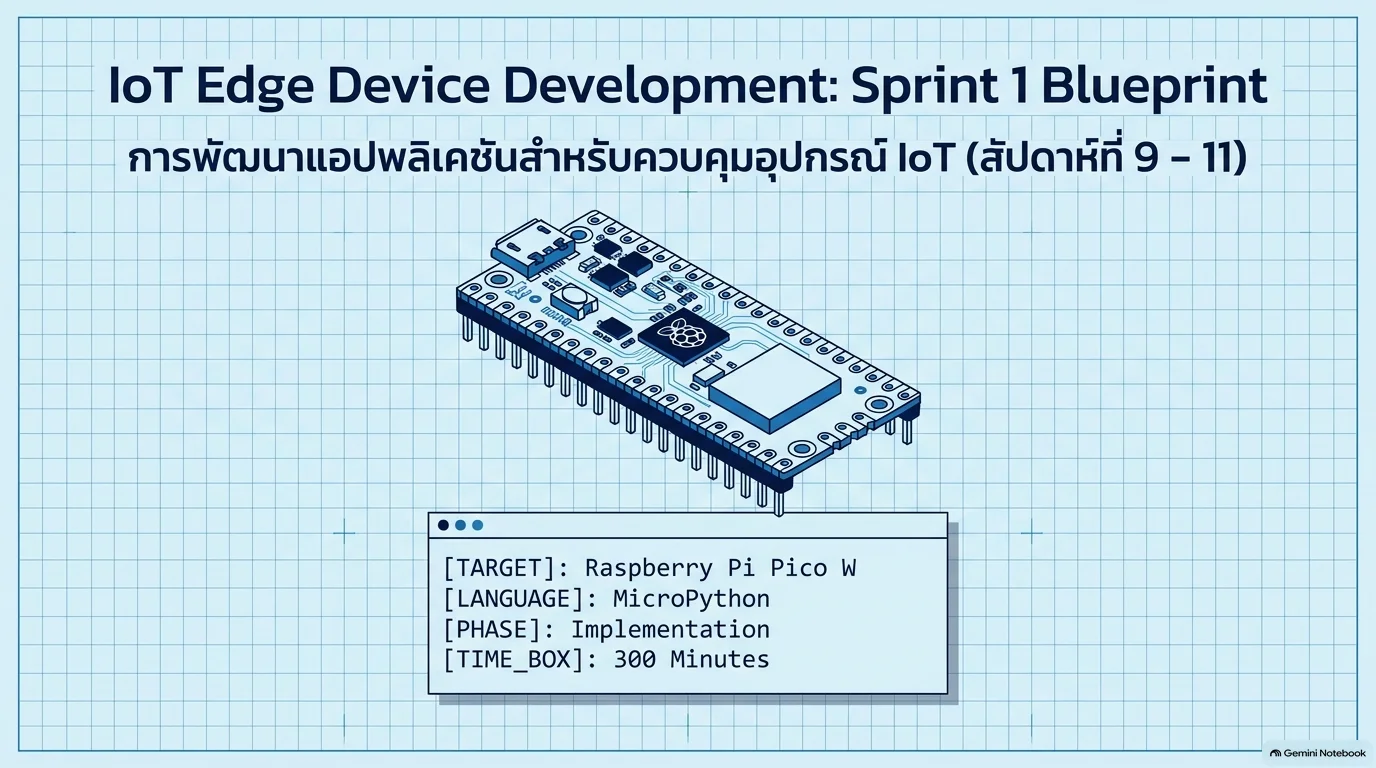 IoT Edge Device Development: Sprint 1 Blueprint
การพัฒนาแอปพลิเคชันสำหรับควบคุมอุปกรณ์ IoT (สัปดาห์ที่ 9 – 11)
[TARGET]: Raspberry Pi Pico W
[LANGUAGE]: MicroPython
[PHASE]: Implementation
[TIME_BOX]: 300 Minutes
Gemini Notebook